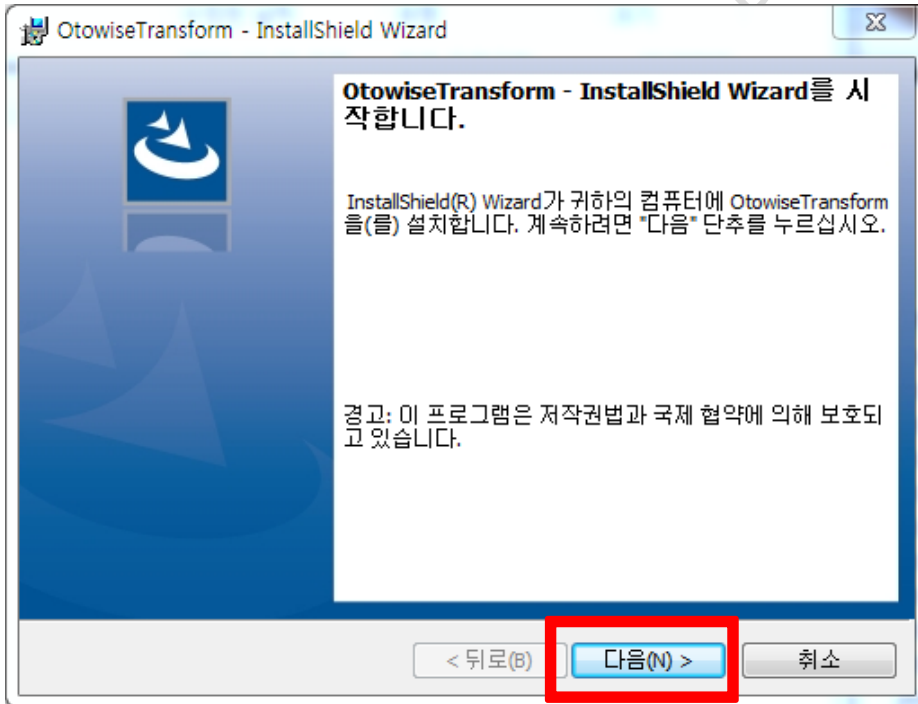 OtowiseTransform - InstallShield Wizard
OtowiseTransform - InstallShield Wizard를 시
작합니다.
InstallShield(R) Wizard가 귀하의 컴퓨터에 OtowiseTransform
을(를) 설치합니다. 계속하려면 "다음" 단추를 누르십시오.
경고: 이 프로그램은 저작권법과 국제 협약에 의해 보호되
고 있습니다.
< 뒤로(B)
다음(N) >
취소